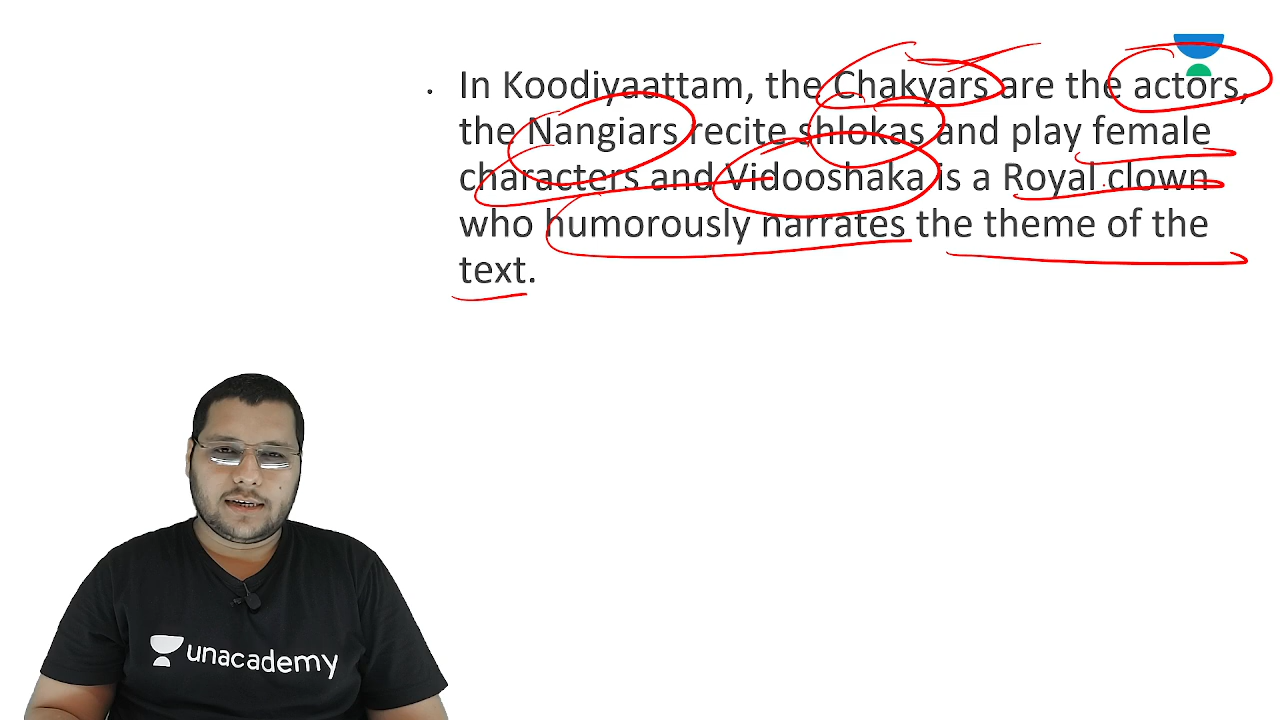 In Koodiyaattam, the Chakyars are the actors,
the Nangiars recite shlokas and play female
characters and Vidooshaka is a Royal clown
who humorously narrates the theme of the
text.
unacademy